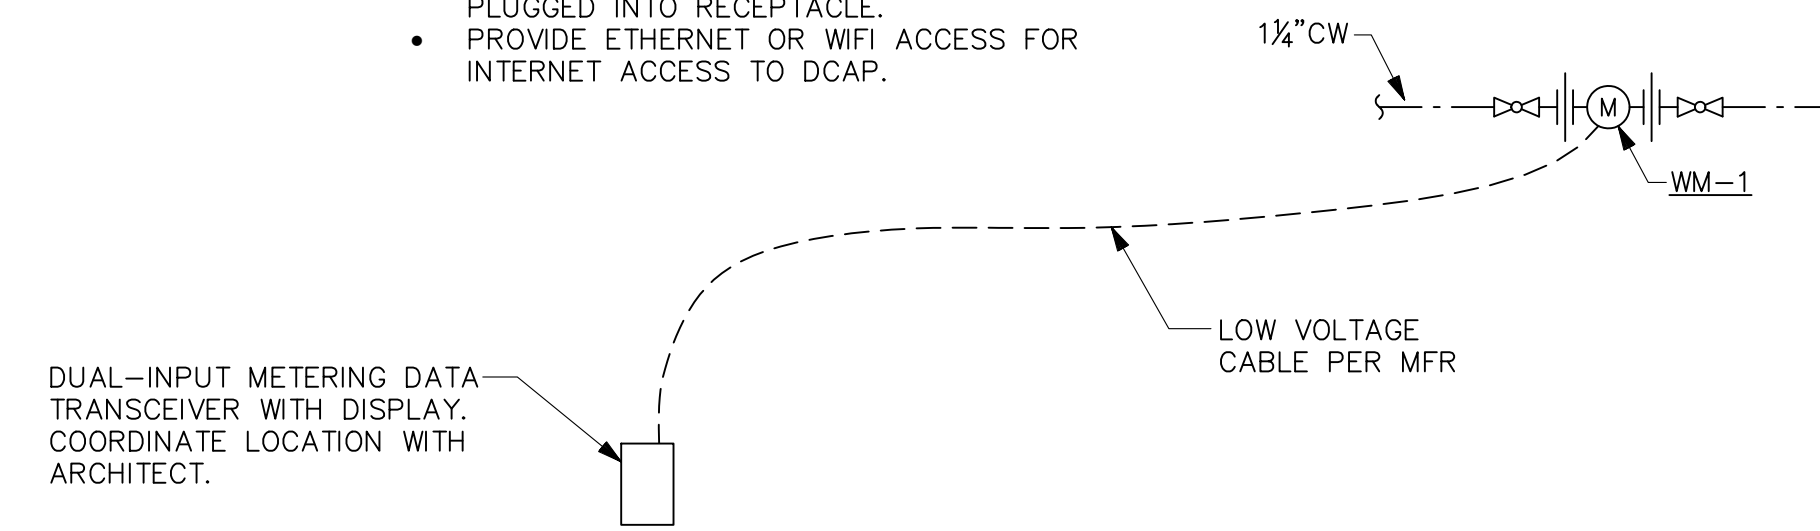 PLUGGED INTO RECEPTACLE.
• PROVIDE ETHERNET OR WIFI ACCESS FOR
INTERNET ACCESS TO DCAP.
1¼"CW
M
WM-1
LOW VOLTAGE
CABLE PER MFR
DUAL-INPUT METERING DATA
TRANSCEIVER WITH DISPLAY.
COORDINATE LOCATION WITH
ARCHITECT.